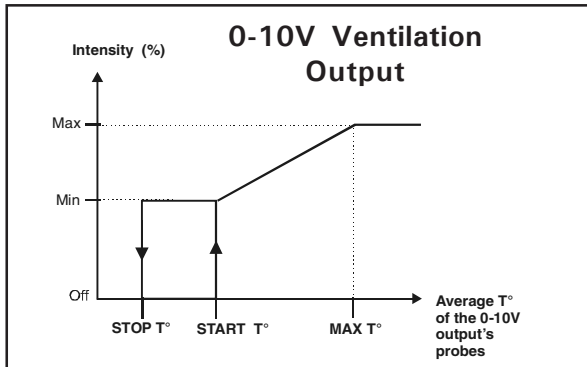 0-10V Ventilation
Output
Intensity (%)
Max
Min
Off
STOP T°
START T°
MAX T°
Average T°
of the 0-10V
output's
probes